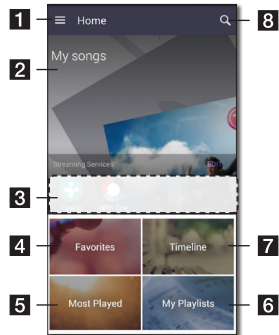 1 Home 8
2 My songs
Streaming Services EDIT
3
4 Favorites Timeline 7
5 Most Played My Playlists 6